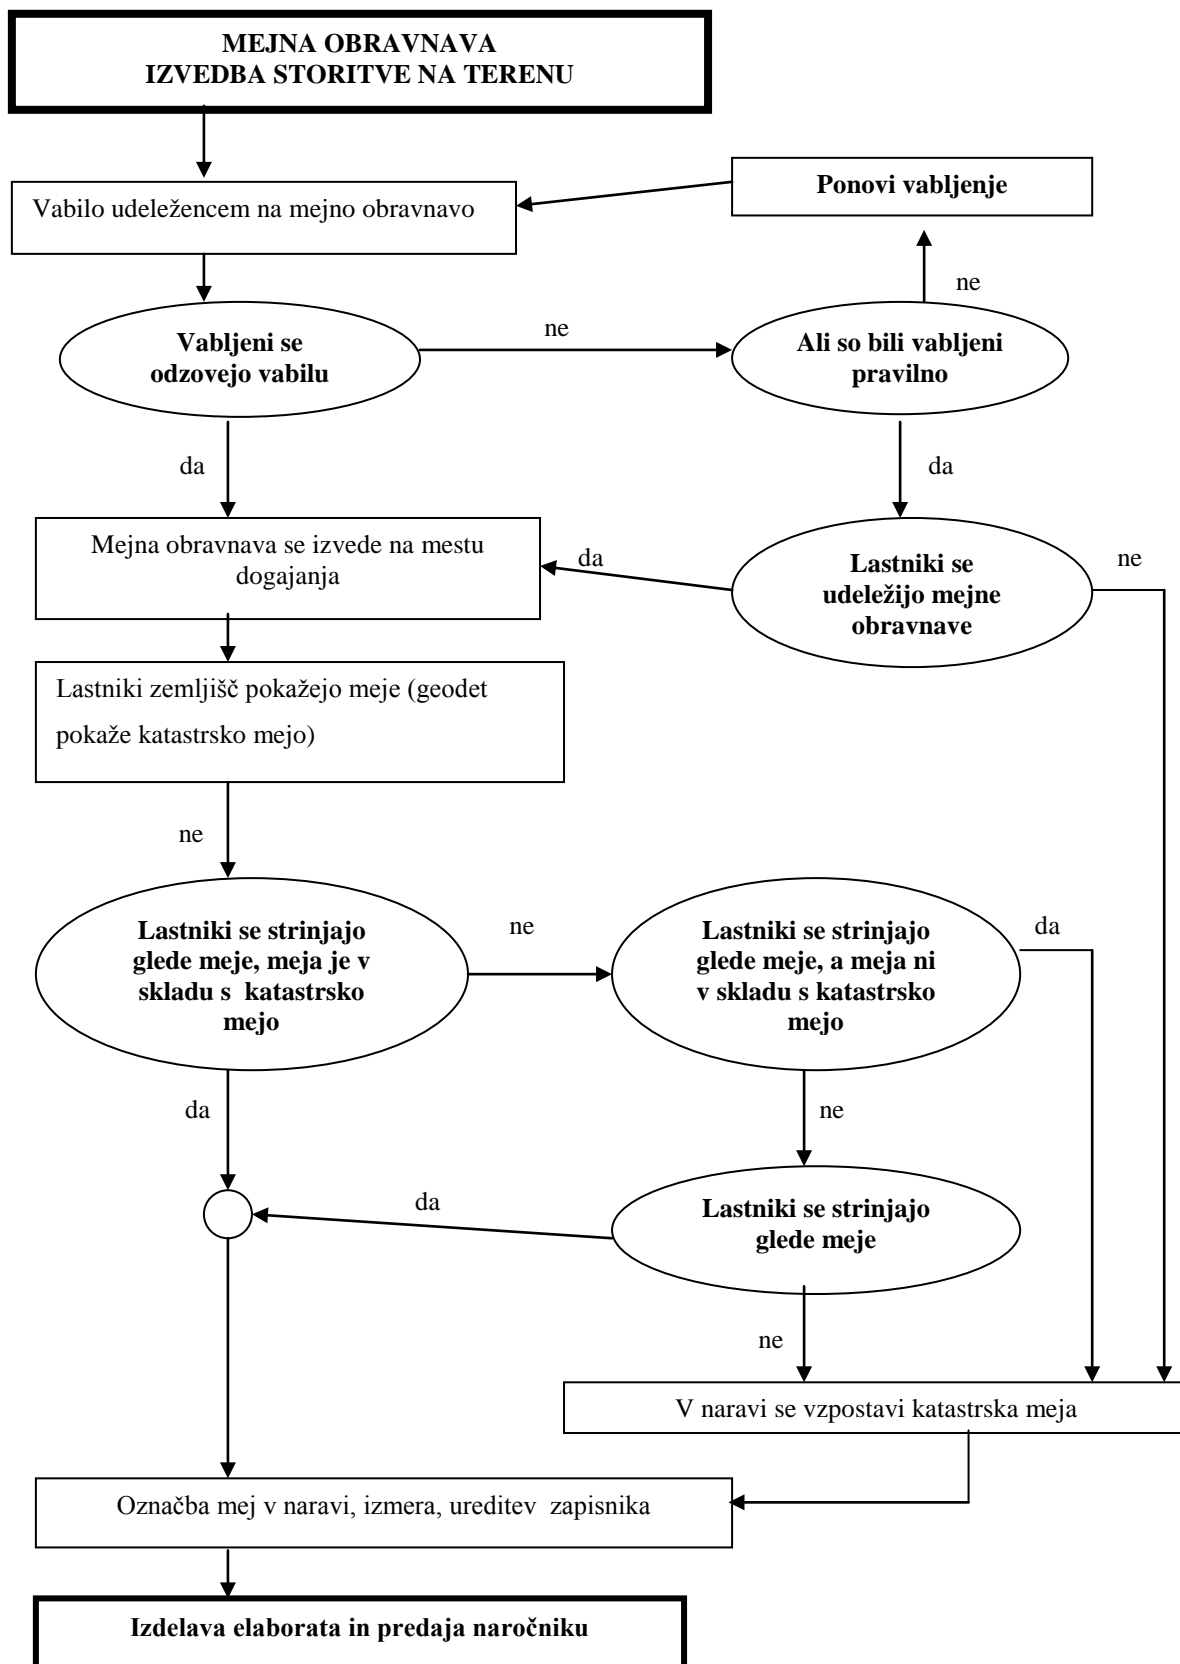 MEJNA OBRAVNAVA
IZVEDBA STORITVE NA TERENU
Ponovi vabljenje
Vabilo udeležencem na mejno obravnavo
ne
Vabljeni se
odzovejo vabilu
ne
Ali so bili vabljeni
pravilno
da
da
Mejna obravnava se izvede na mestu
dogajanja
da
Lastniki se
udeležijo mejne
obravnave
ne
Lastniki zemljišč pokažejo meje (geodet
pokaže katastrsko mejo)
ne
Lastniki se strinjajo
glede meje, meja je v
skladu s  katastrsko
mejo
ne
Lastniki se strinjajo
glede meje, a meja ni
v skladu s katastrsko
mejo
da
da
ne
da
Lastniki se strinjajo
glede meje
ne
V naravi se vzpostavi katastrska meja
Označba mej v naravi, izmera, ureditev  zapisnika
Izdelava elaborata in predaja naročniku